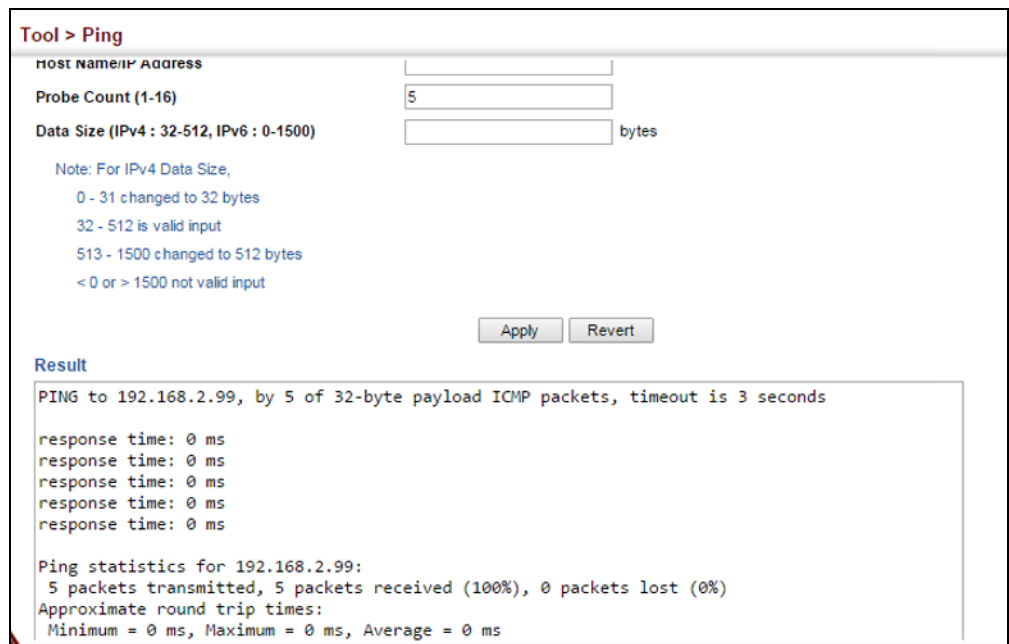 Tool > Ping
Host Name/IP Address
Probe Count (1-16)
5
Data Size (IPv4 : 32-512, IPv6 : 0-1500)
bytes
Note: For IPv4 Data Size,
0 - 31 changed to 32 bytes
32 - 512 is valid input
513 - 1500 changed to 512 bytes
< 0 or > 1500 not valid input
Apply
Revert
Result
PING to 192.168.2.99, by 5 of 32-byte payload ICMP packets, timeout is 3 seconds
response time: 0 ms
response time: 0 ms
response time: 0 ms
response time: 0 ms
response time: 0 ms
Ping statistics for 192.168.2.99:
5 packets transmitted, 5 packets received (100%), 0 packets lost (0%)
Approximate round trip times:
Minimum = 0 ms, Maximum = 0 ms, Average = 0 ms